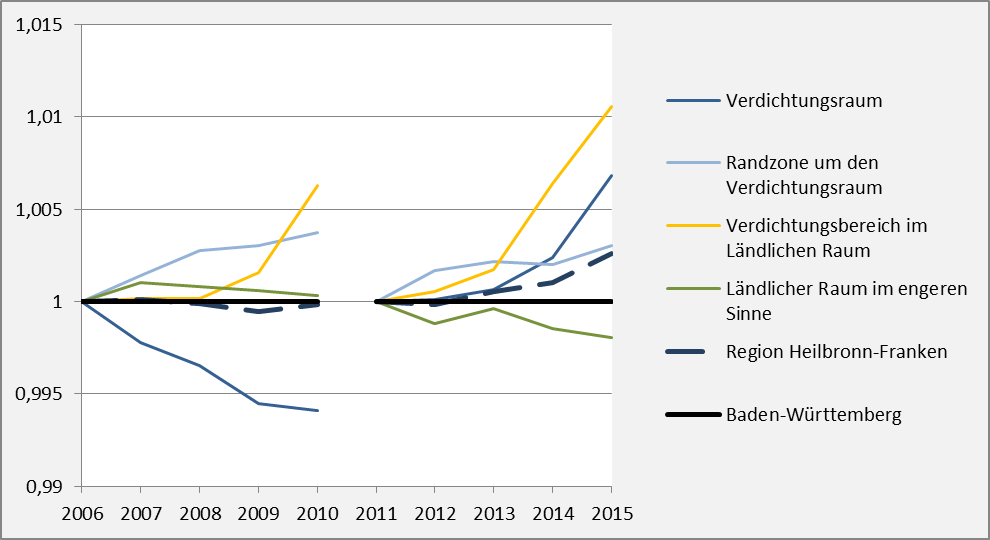 1,015
1,01
1,005
1
0,995
0,99
2006 2007 2008 2009 2010 2011 2012 2013 2014 2015
Verdichtungsraum
Randzone um den
Verdichtungsraum
Verdichtungsbereich im
Ländlichen Raum
Ländlicher Raum im engeren
Sinne
Region Heilbronn-Franken
Baden-Württemberg